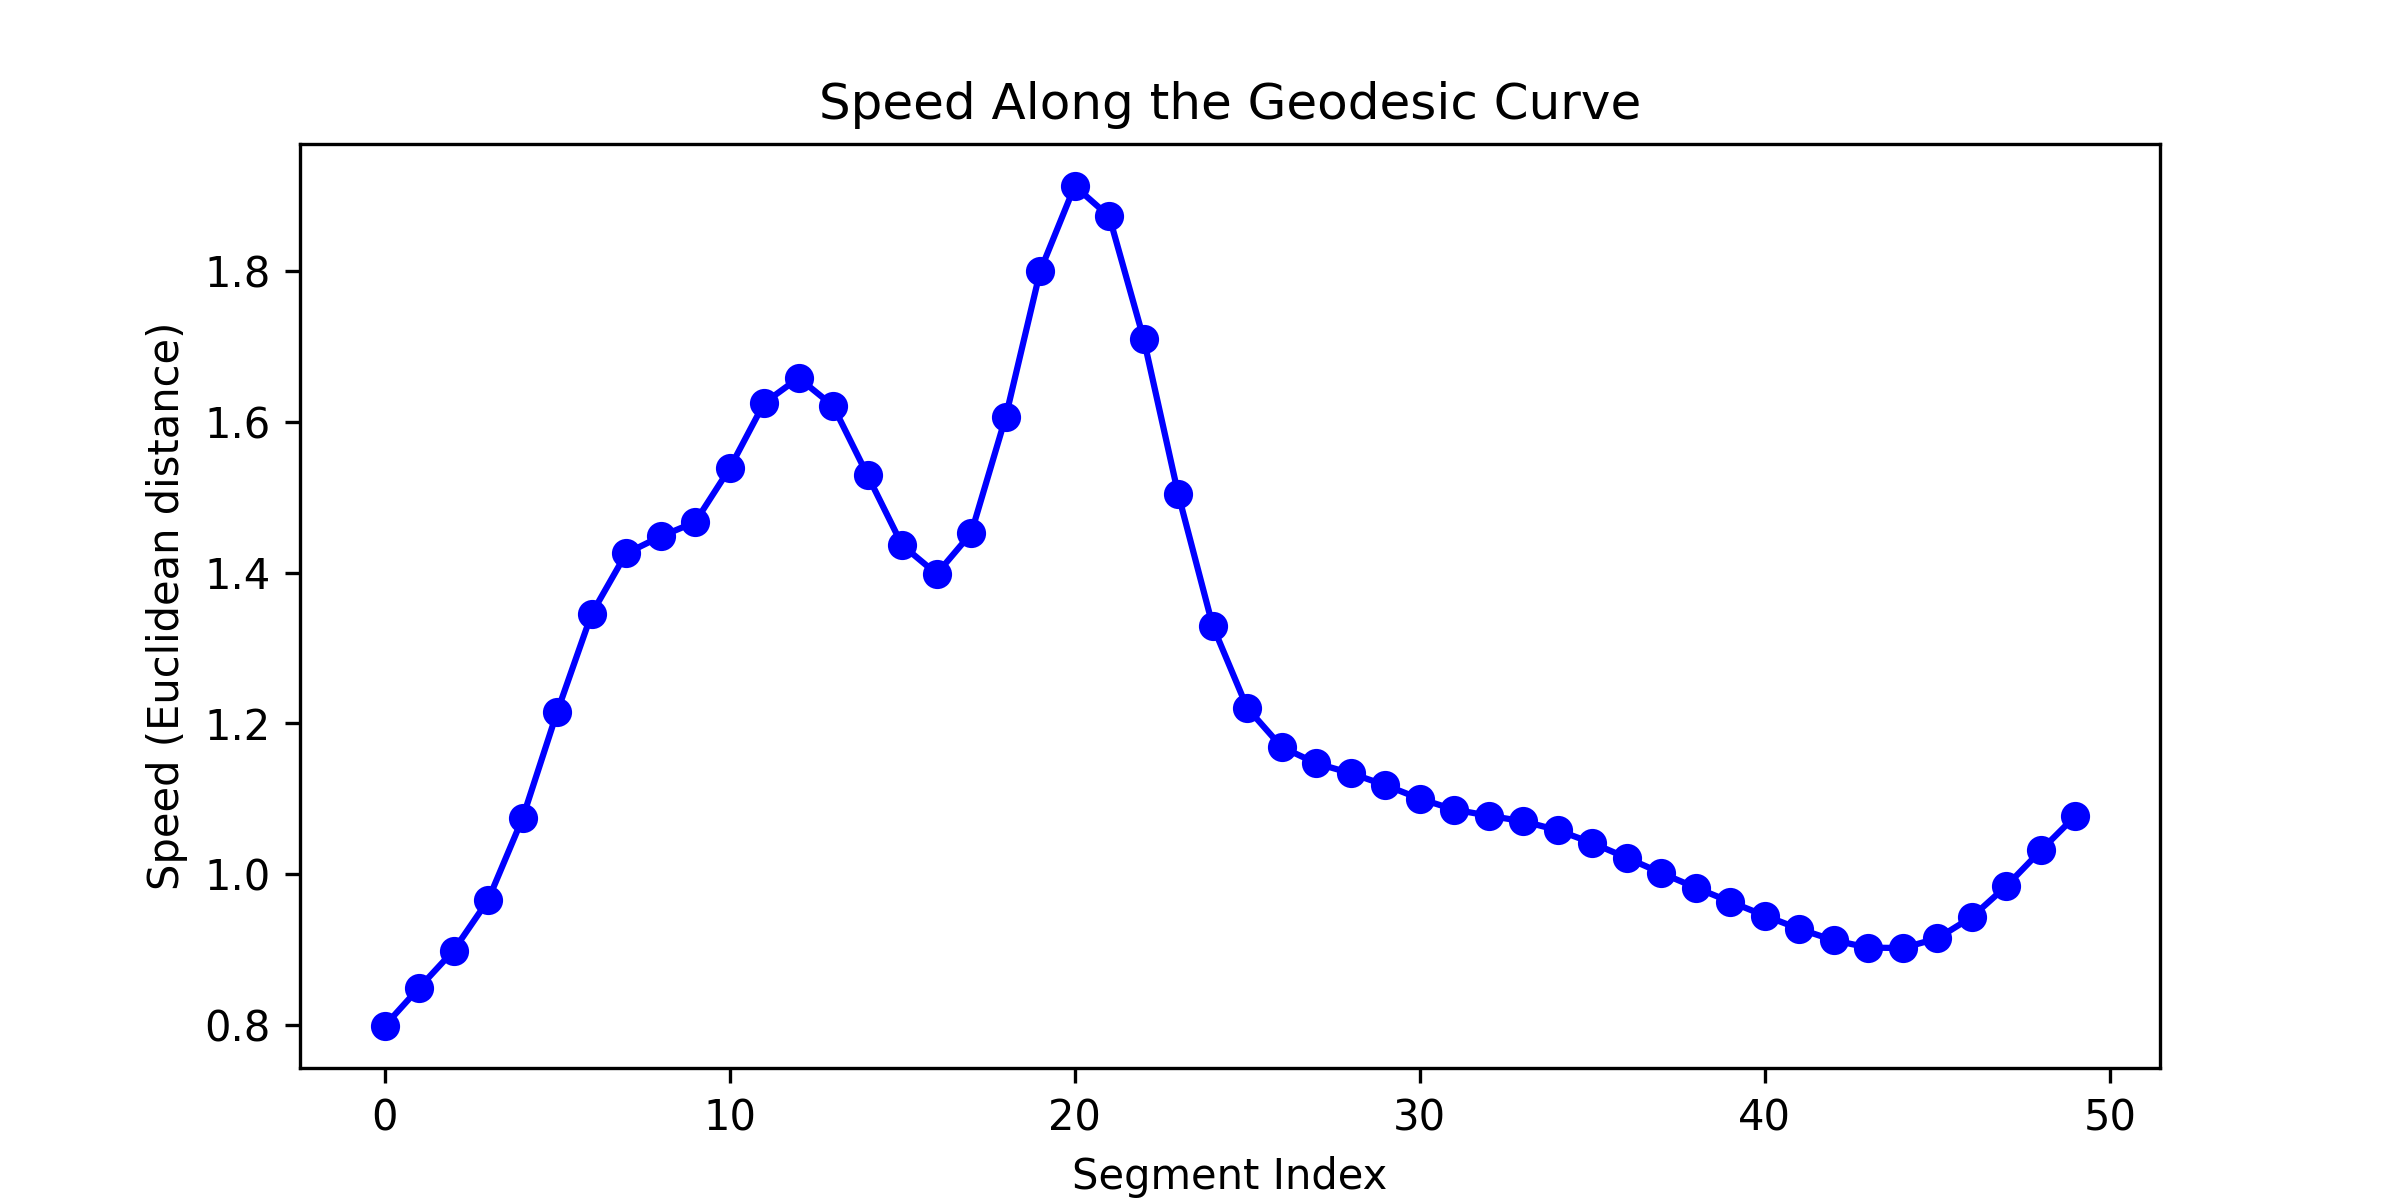 Speed Along the Geodesic Curve
Speed (Euclidean distance)
1.8
1.6
1.4
1.2
1.0
0.8
0 10 20 30 40 50
Segment Index